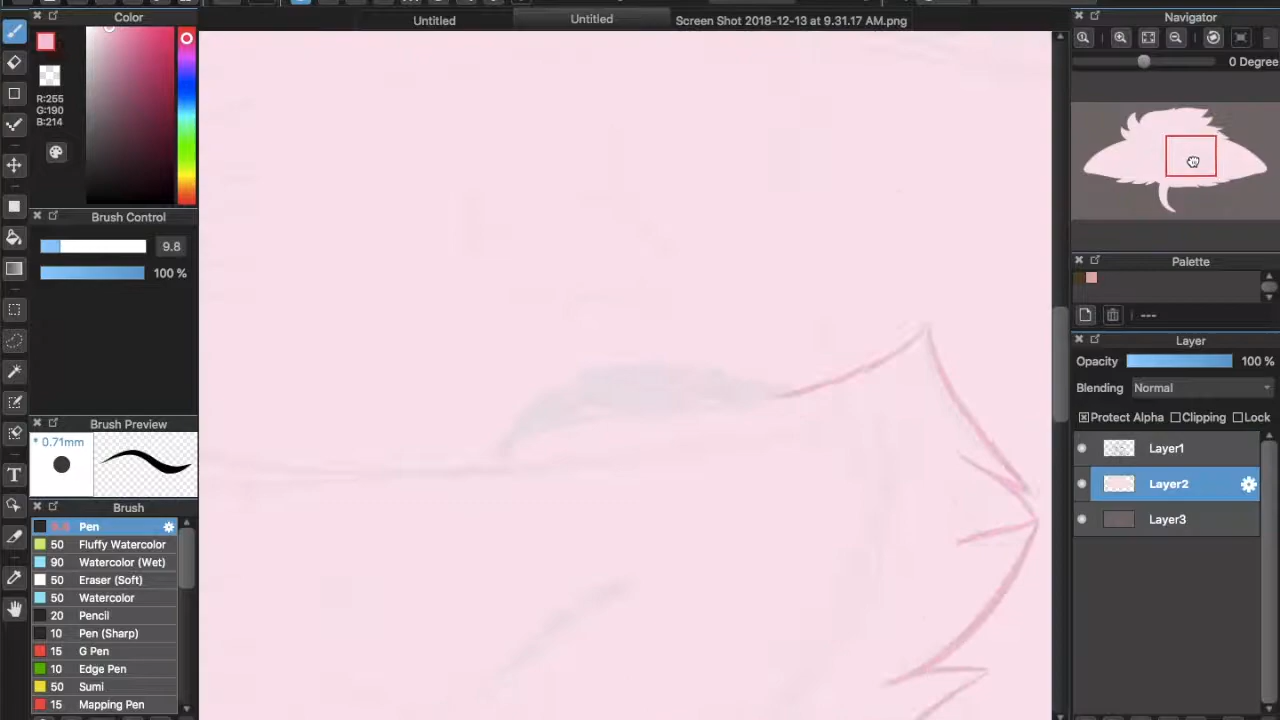 Untitled
Untitled
Screen Shot 2018-12-13 at 9.31.17 AM.png
Color
R:255
G:190
B:214
Brush Control
9.8
100 %
Brush Preview
* 0.71mm
Brush
9.8 Pen
50 Fluffy Watercolor
90 Watercolor (Wet)
50 Eraser (Soft)
50 Watercolor
20 Pencil
10 Pen (Sharp)
15 G Pen
10 Edge Pen
50 Sumi
15 Mapping Pen
Navigator
0 Degree
Palette
---
Layer
Opacity 100 %
Blending Normal
Protect Alpha Clipping Lock
Layer1
Layer2
Layer3